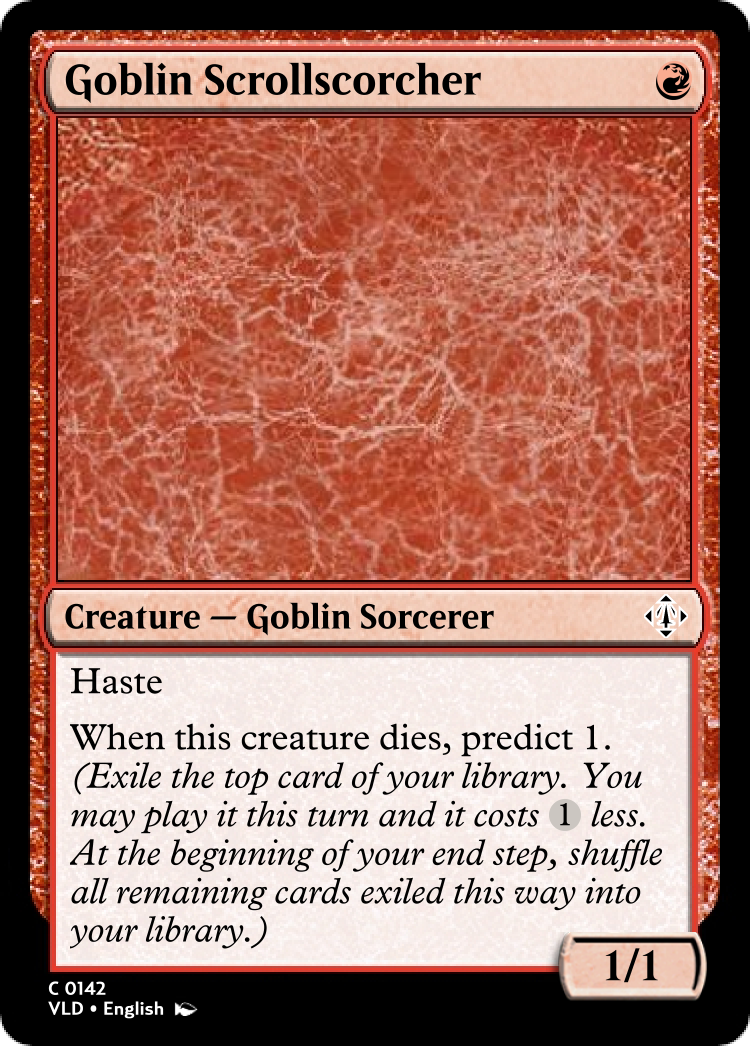 Goblin Scrollscorcher
Creature — Goblin Sorcerer
Haste
When this creature dies, predict 1.
(Exile the top card of your library. You
may play it this turn and it costs 1 less.
At the beginning of your end step, shuffle
all remaining cards exiled this way into
your library.)
1/1
C 0142
VLD • English